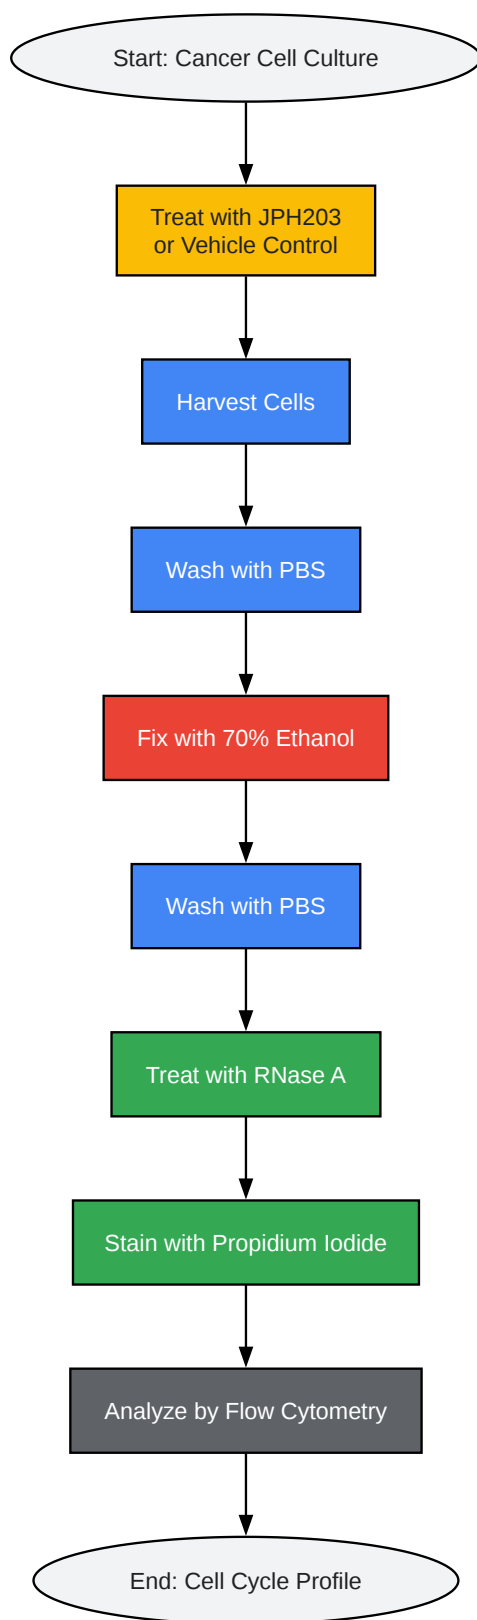 Start: Cancer Cell Culture
Treat with JPH203
or Vehicle Control
Harvest Cells
Wash with PBS
Fix with 70% Ethanol
Wash with PBS
Treat with RNase A
Stain with Propidium Iodide
Analyze by Flow Cytometry
End: Cell Cycle Profile